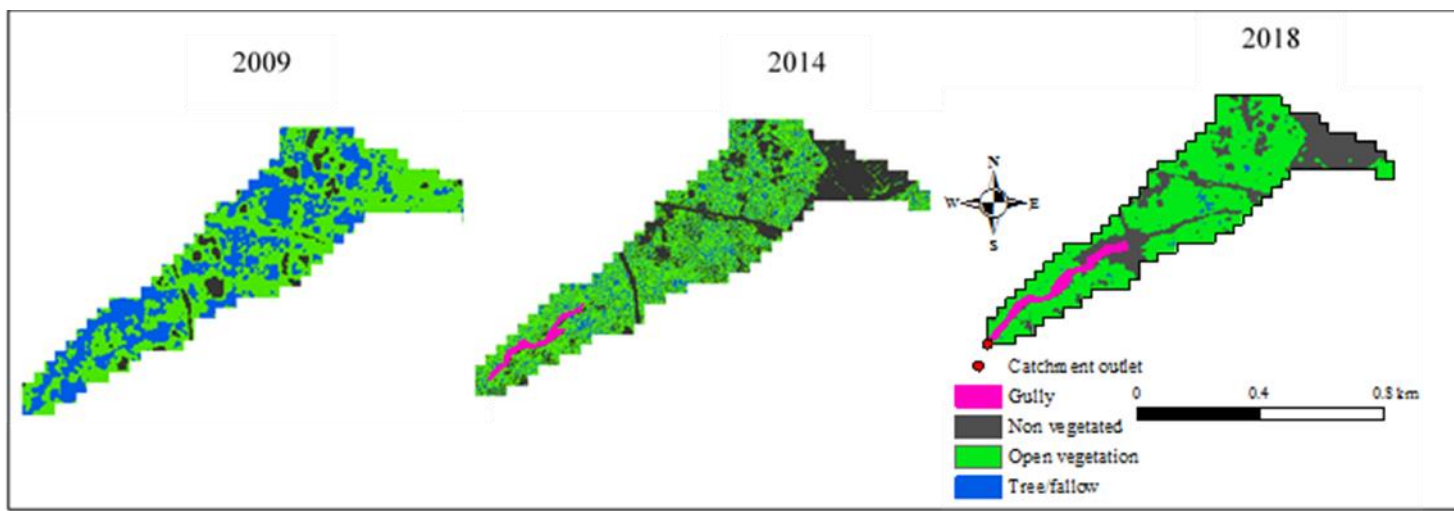 2009
2014
2018
N
W E
S
Catchment outlet
Gully
Non vegetated
Open vegetation
Tree/fallow
0 0.4 0.8 km